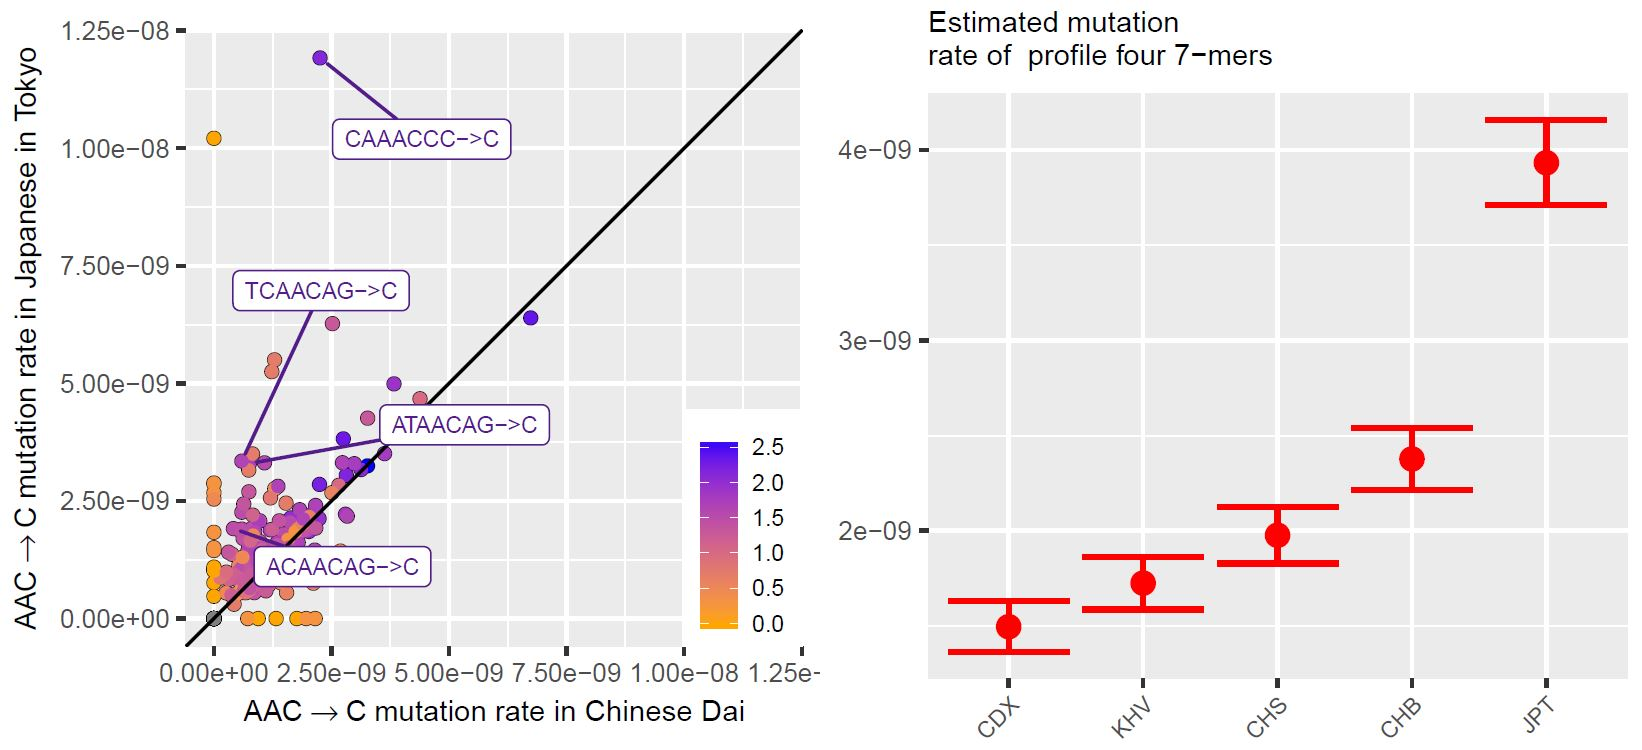 1.25e−08
1.00e−08
7.50e−09
5.00e−09
2.50e−09
0.00e+00
AAC → C mutation rate in Japanese in Tokyo
CAAACCC−>C
TCAACAG−>C
ATAACAG−>C
ACAACAG−>C
2.5
2.0
1.5
1.0
0.5
0.0
0.00e+00 2.50e−09 5.00e−09 7.50e−09 1.00e−08 1.25e-
AAC → C mutation rate in Chinese Dai
Estimated mutation
rate of  profile four 7−mers
4e−09
3e−09
2e−09
CDX
KHV
CHS
CHB
JPT